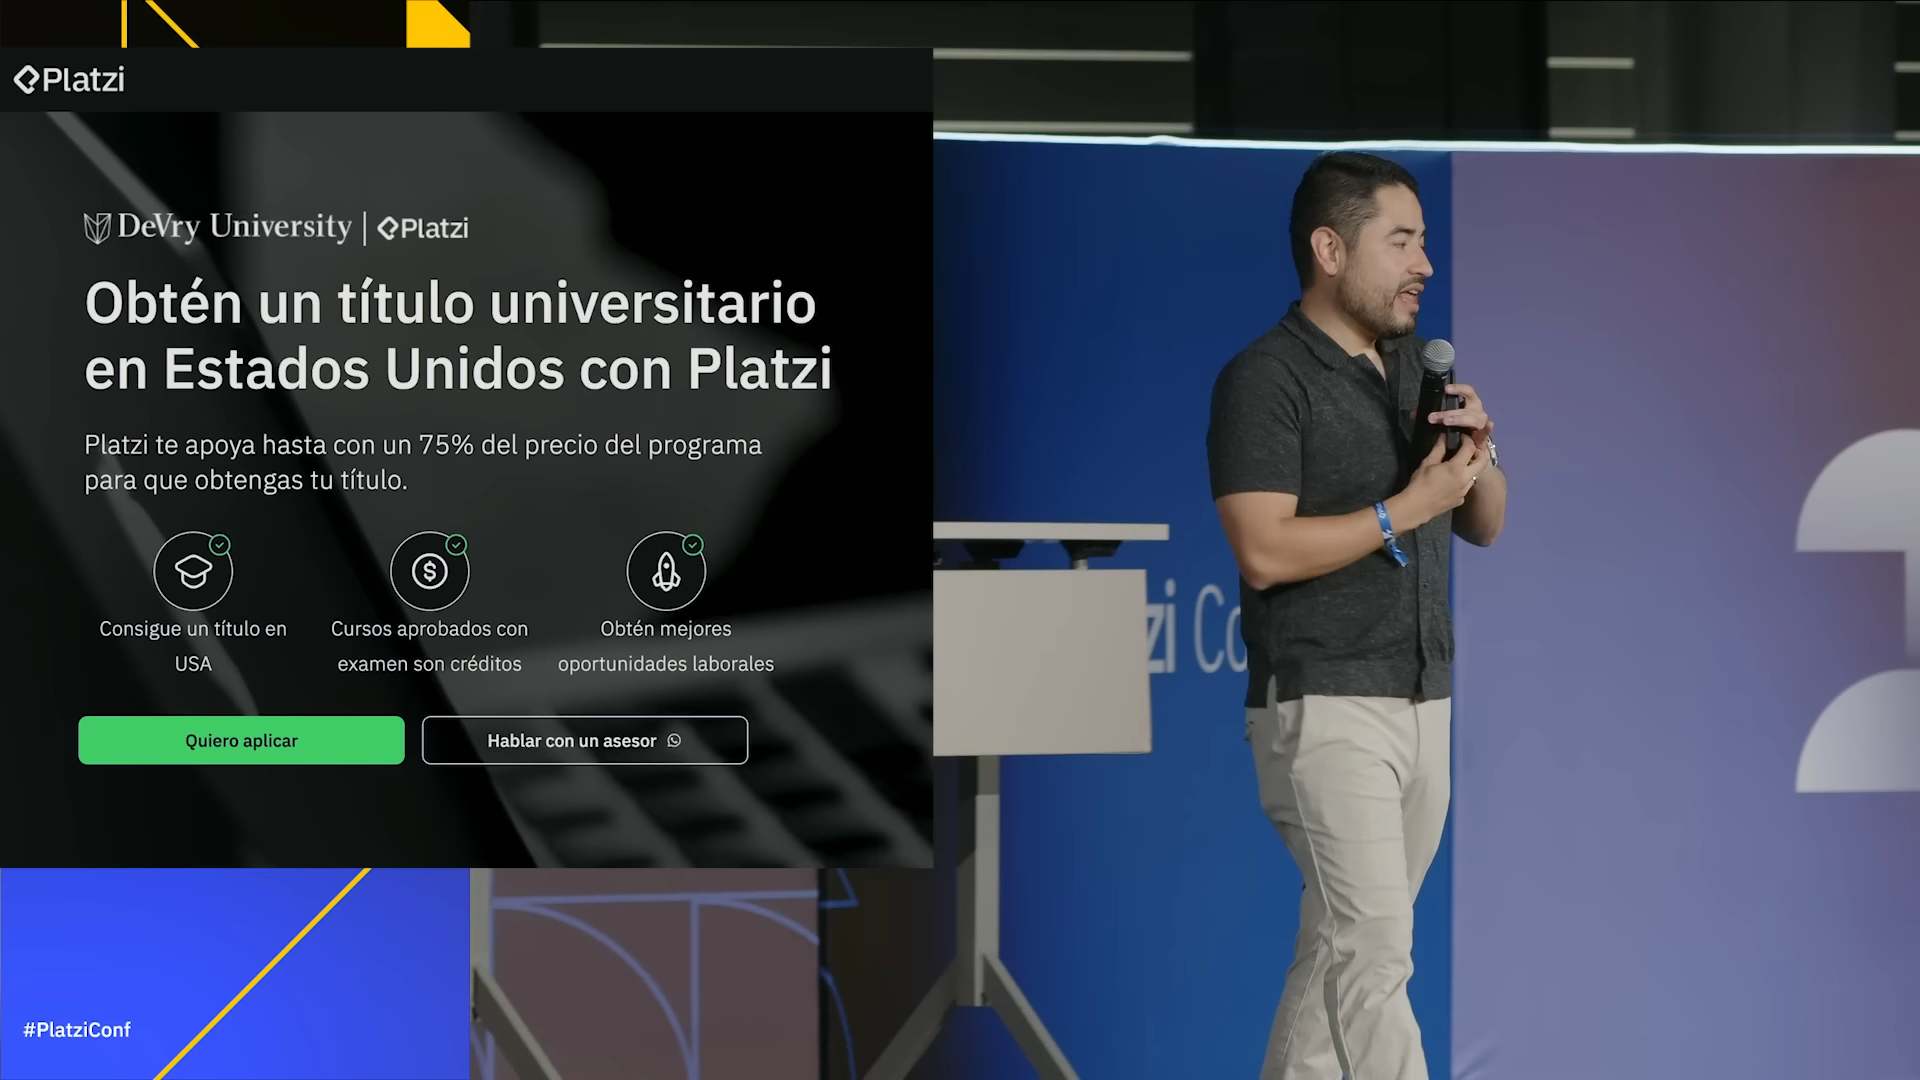 Platzi
DeVry University | Platzi
Obtén un título universitario
en Estados Unidos con Platzi
Platzi te apoya hasta con un 75% del precio del programa
para que obtengas tu título.
Consigue un título en
USA
Cursos aprobados con
examen son créditos
Obtén mejores
oportunidades laborales
Quiero aplicar
Hablar con un asesor
#PlatziConf
zi Co